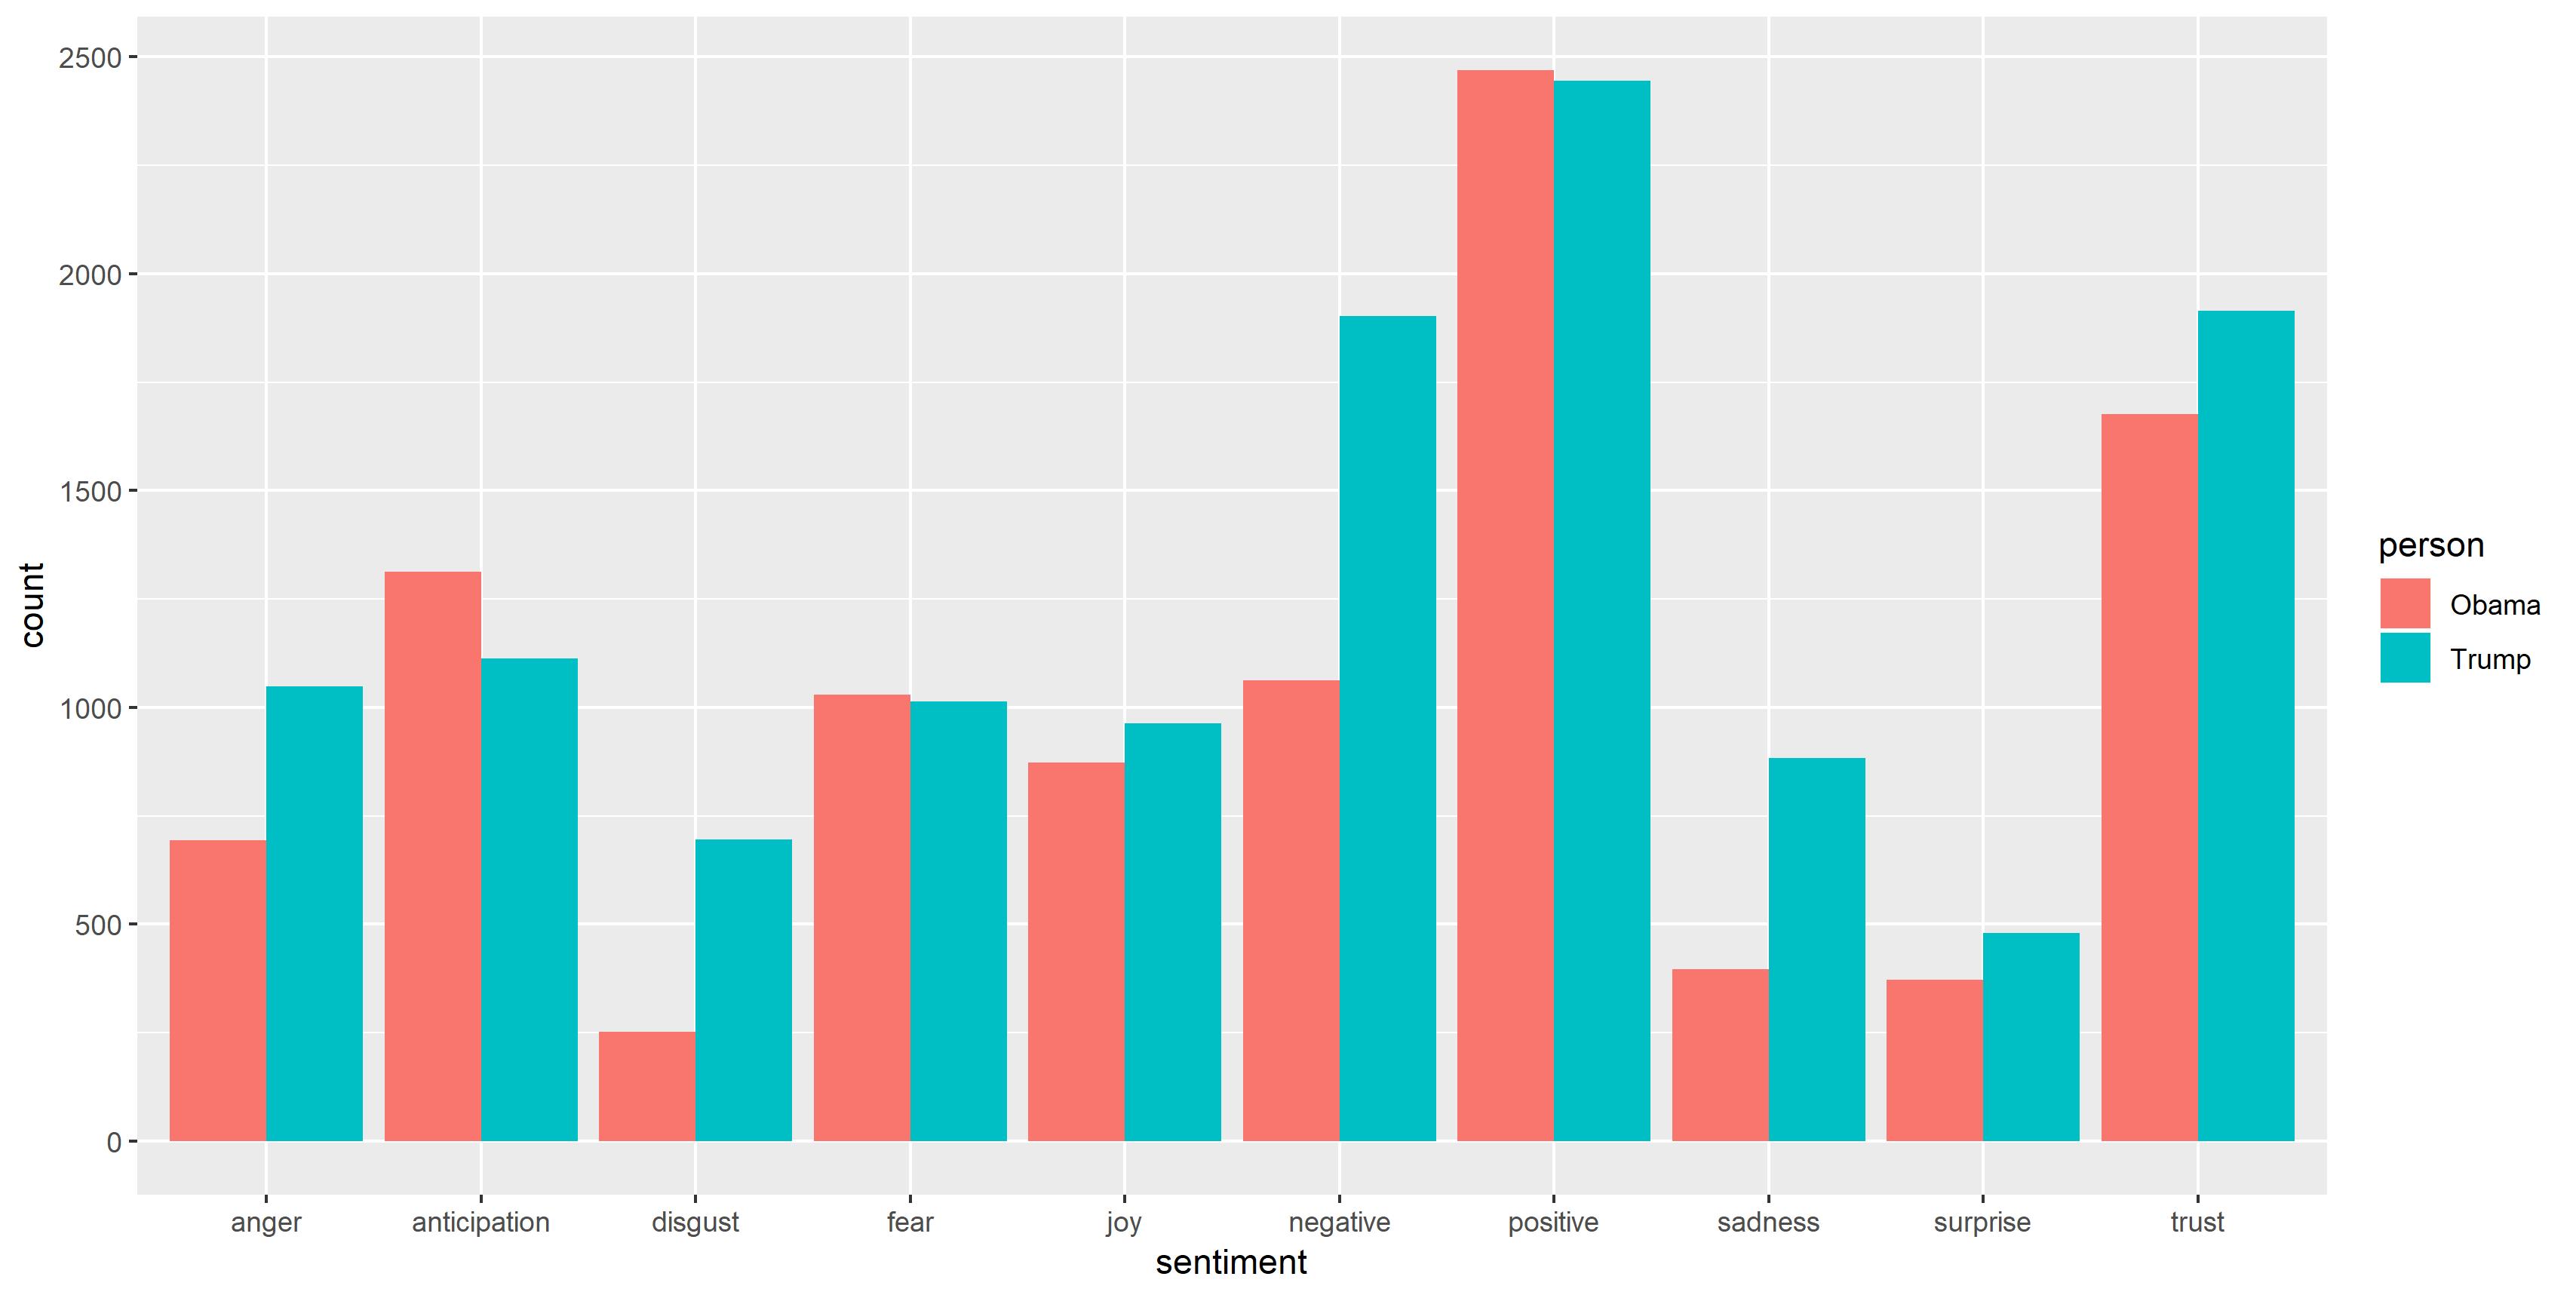 2500
2000
1500
1000
500
0
count
anger anticipation disgust fear joy negative positive sadness surprise trust
sentiment
person
Obama
Trump